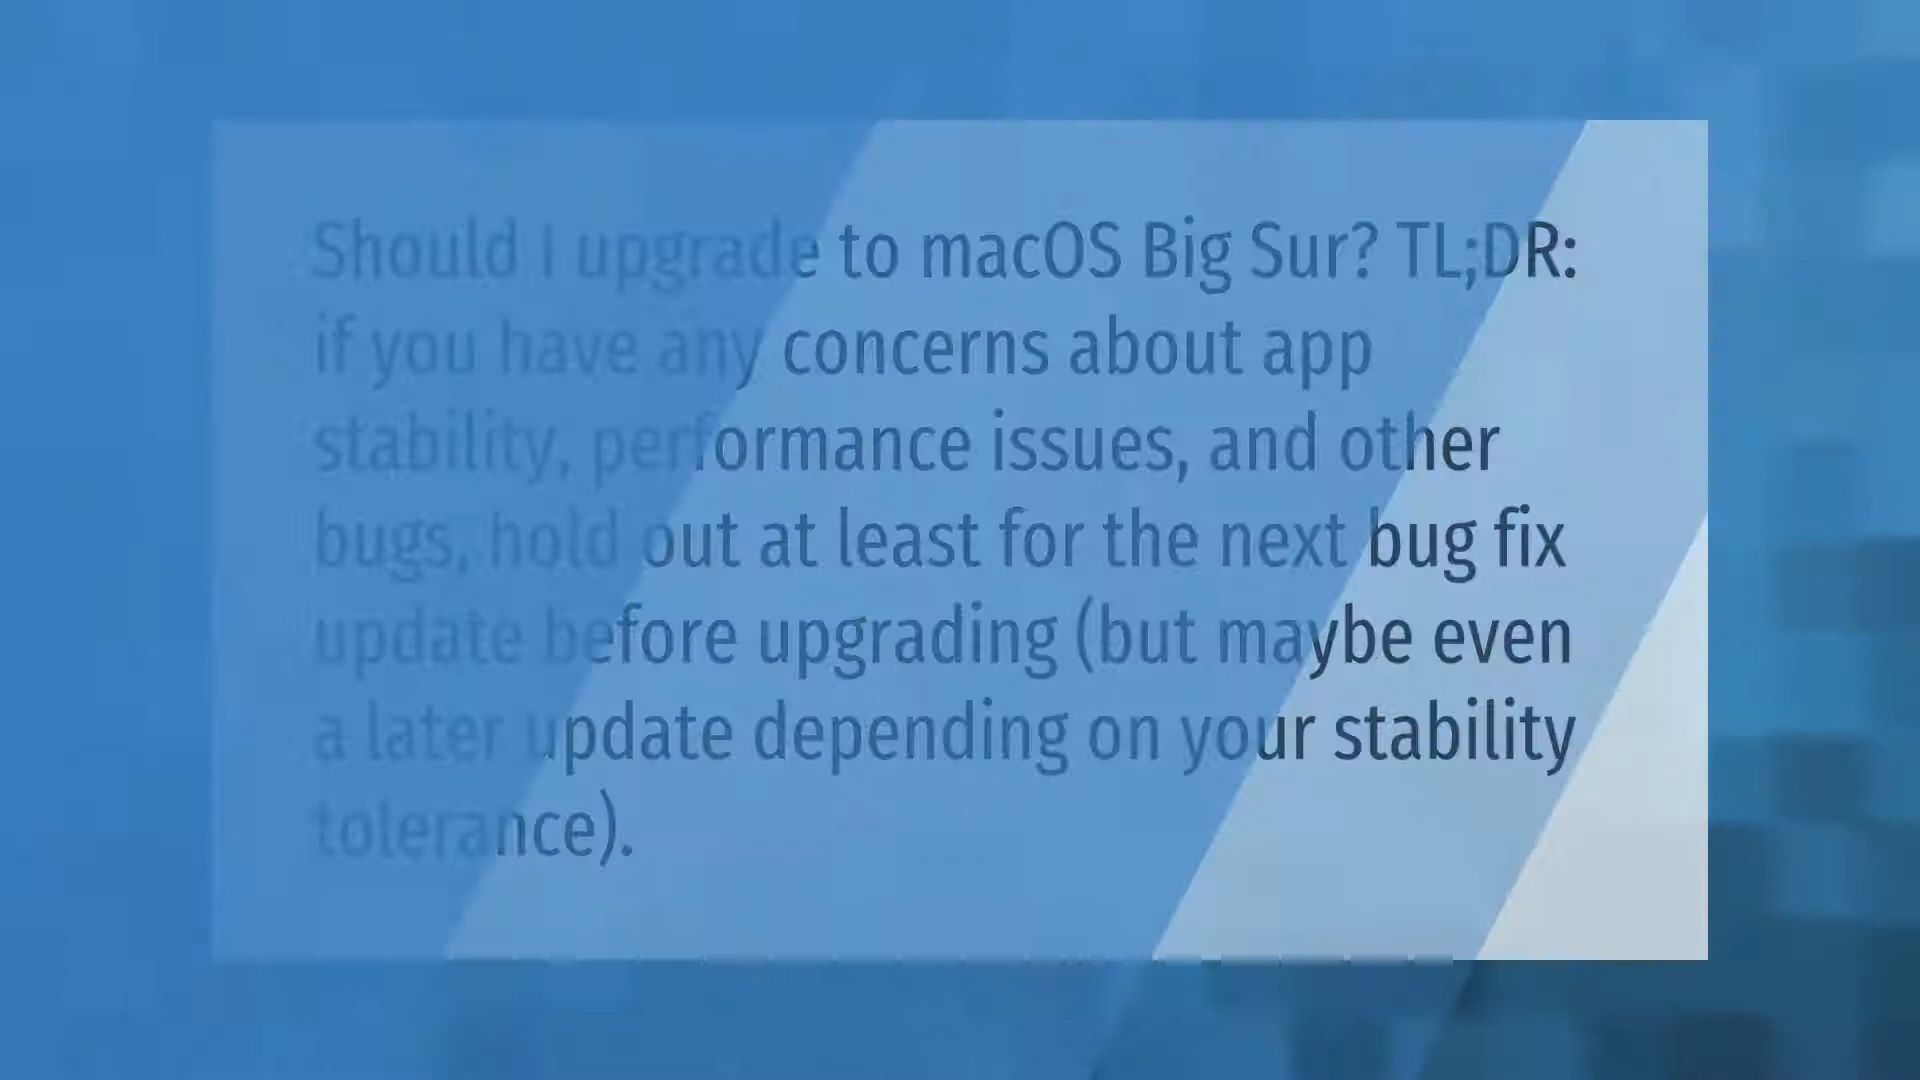 Should I upgrade to macOS Big Sur? TL;DR:
if you have any concerns about app
stability, performance issues, and other
bugs, hold out at least for the next bug fix
update before upgrading (but maybe even
a later update depending on your stability
tolerance).